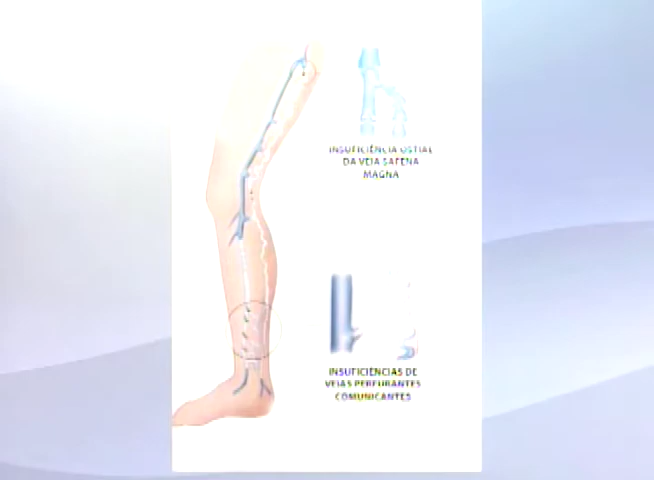 INSUFICIÊNCIA OSTIAL
DA VEIA SAFENA
MAGNA
INSUFICIÊNCIAS DE
VEIAS PERFURANTES
COMUNICANTES